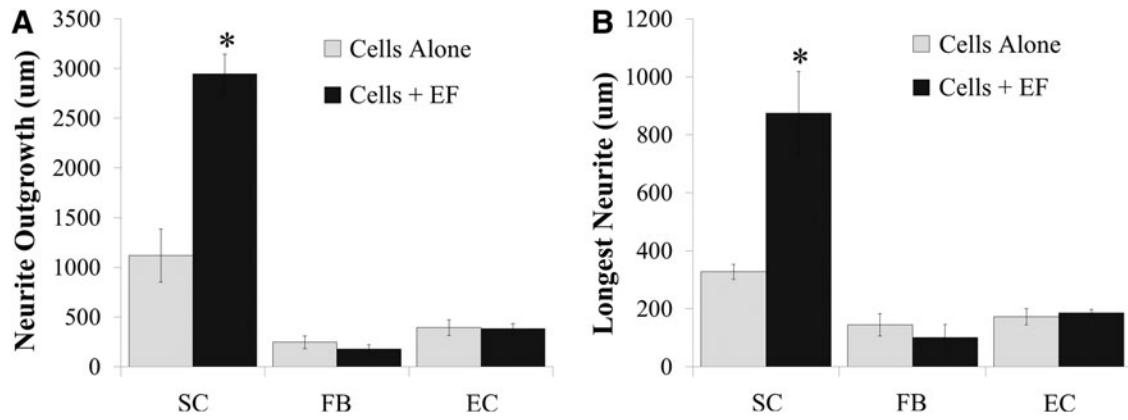 A
Neurite Outgrowth (um)
3500
3000
2500
2000
1500
1000
500
0
*
Cells Alone
Cells + EF
SC FB EC
B
Longest Neurite (um)
1200
1000
800
600
400
200
0
*
Cells Alone
Cells + EF
SC FB EC